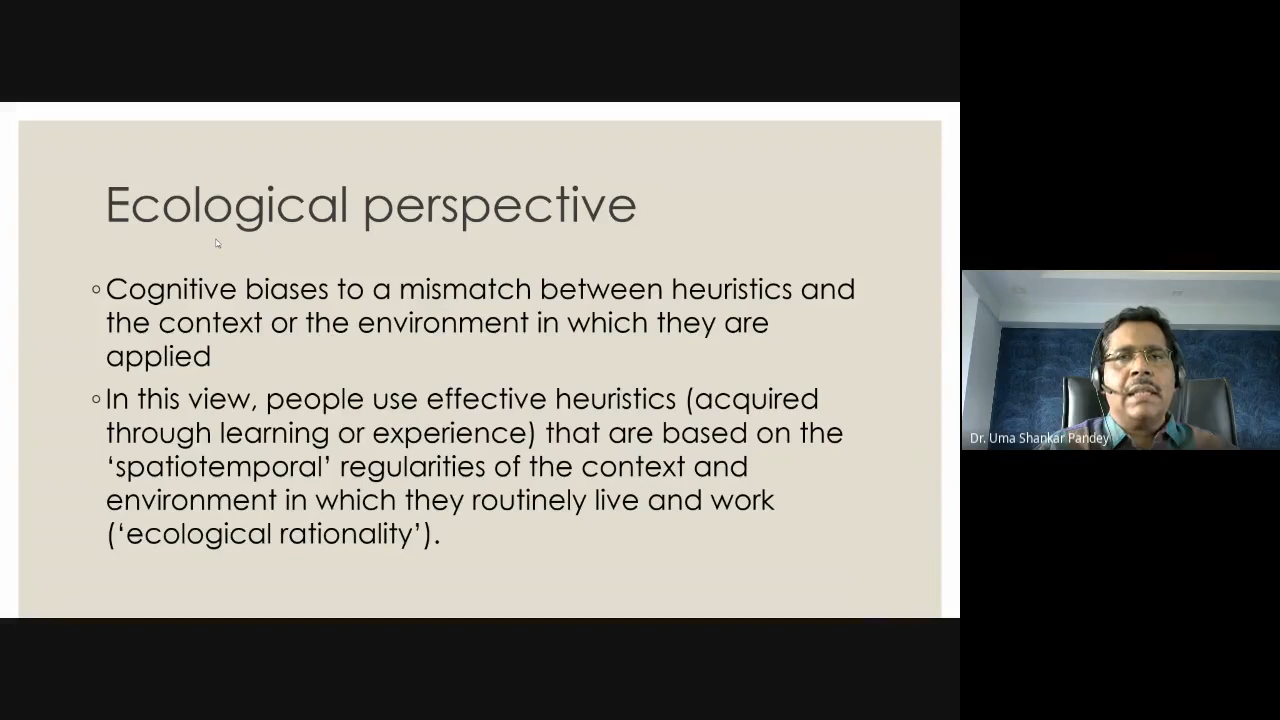 Ecological perspective
◦Cognitive biases to a mismatch between heuristics and
the context or the environment in which they are
applied
◦In this view, people use effective heuristics (acquired
through learning or experience) that are based on the
‘spatiotemporal’ regularities of the context and
environment in which they routinely live and work
(‘ecological rationality’).
Dr. Uma Shankar Pandey